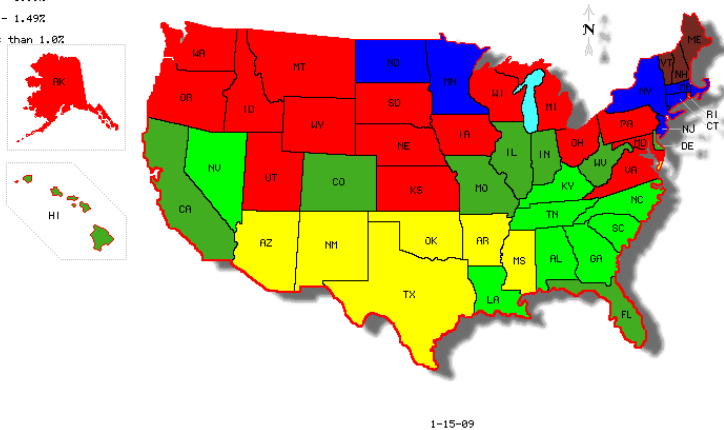 - 1.49%
than 1.0%
AK
HI
N
WA
OR
CA
NV
ID
MT
WY
UT
CO
AZ
NM
ND
SD
NE
KS
OK
TX
MN
IA
MO
AR
LA
WI
IL
MI
IN
OH
KY
TN
MS
AL
GA
FL
SC
NC
VA
WV
PA
NY
VT
NH
ME
RI
CT
NJ
DE
1-15-09